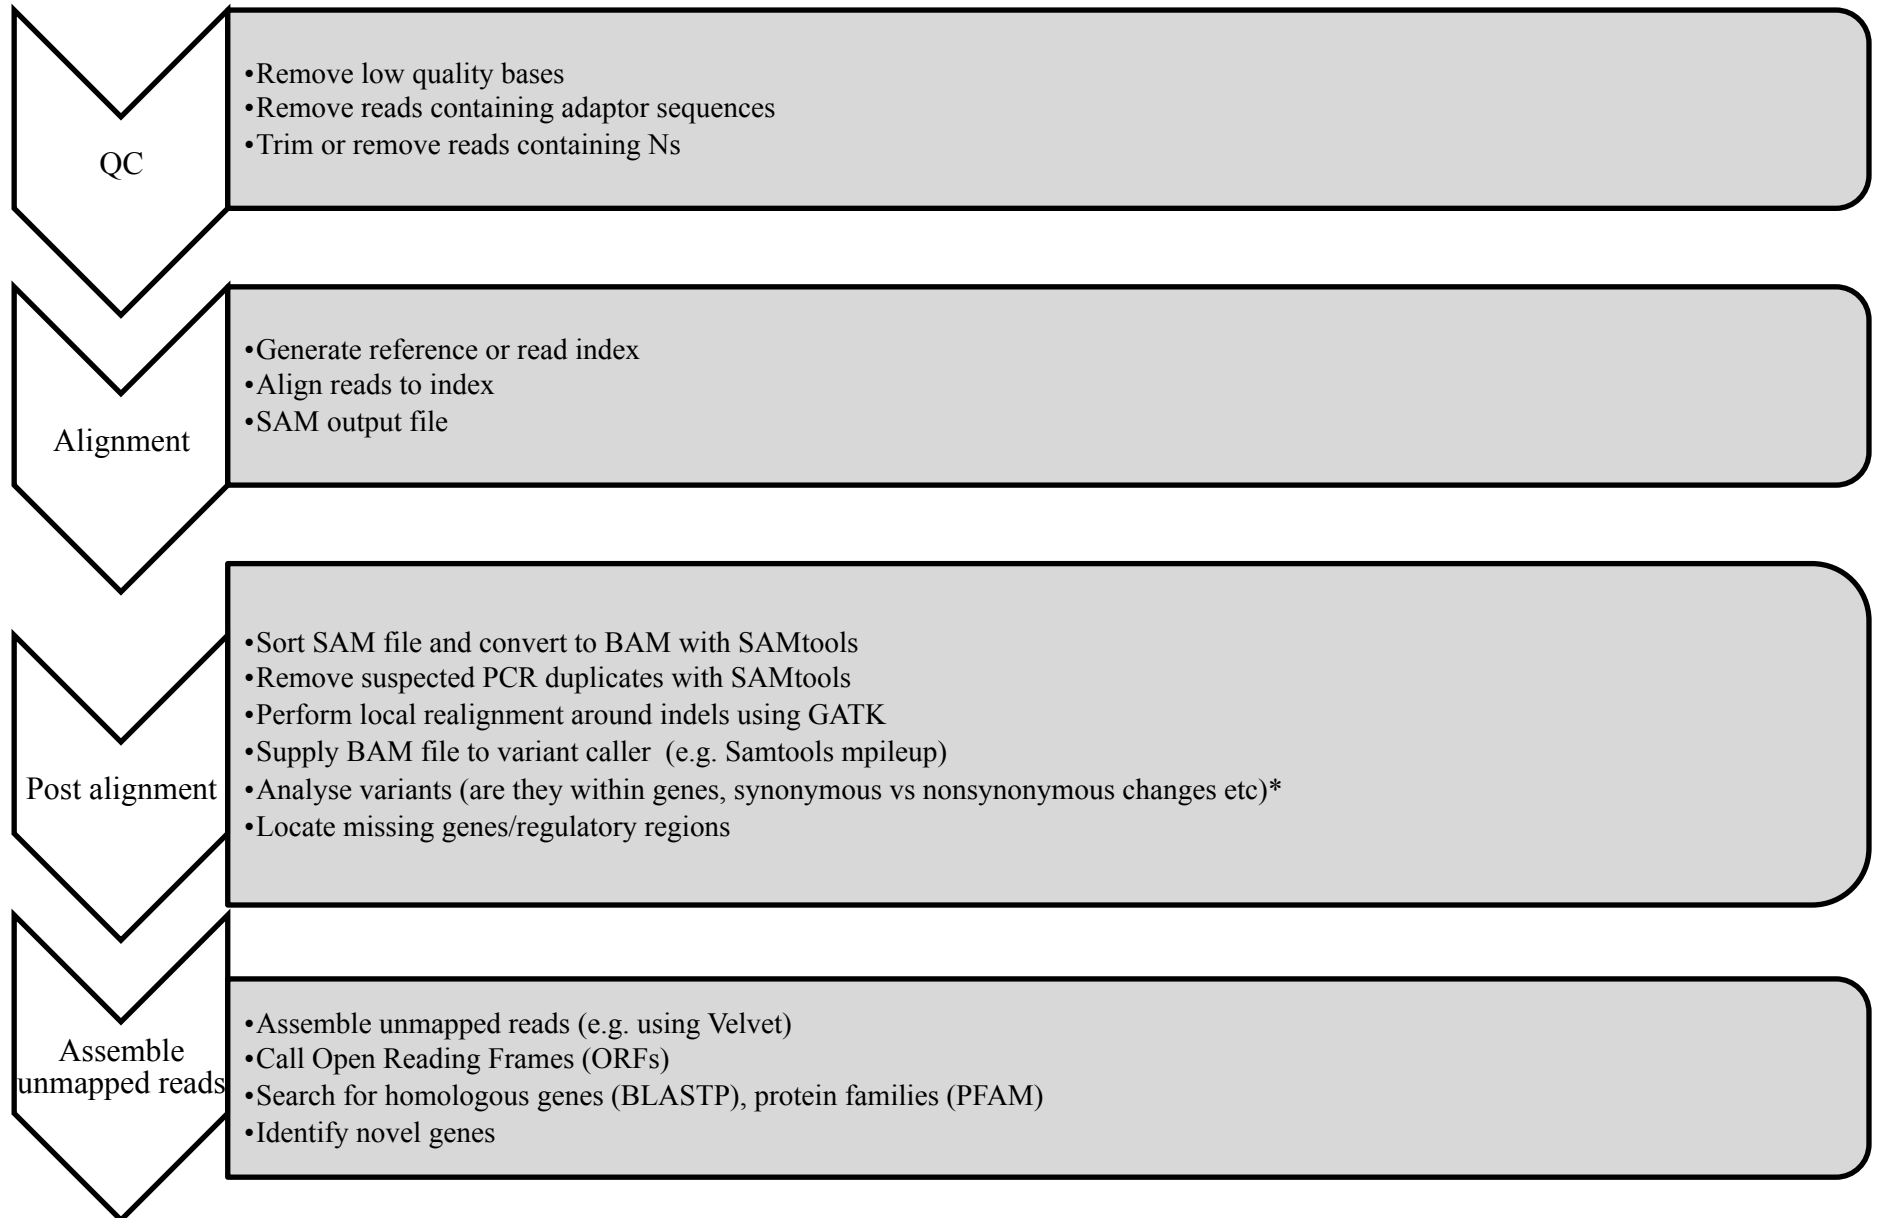 QC
•Remove low quality bases
•Remove reads containing adaptor sequences
•Trim or remove reads containing Ns
Alignment
•Generate reference or read index
•Align reads to index
•SAM output file
Post alignment
•Sort SAM file and convert to BAM with SAMtools
•Remove suspected PCR duplicates with SAMtools
•Perform local realignment around indels using GATK
•Supply BAM file to variant caller  (e.g. Samtools mpileup)
•Analyse variants (are they within genes, synonymous vs nonsynonymous changes etc)*
•Locate missing genes/regulatory regions
Assemble
unmapped reads
•Assemble unmapped reads (e.g. using Velvet)
•Call Open Reading Frames (ORFs)
•Search for homologous genes (BLASTP), protein families (PFAM)
•Identify novel genes